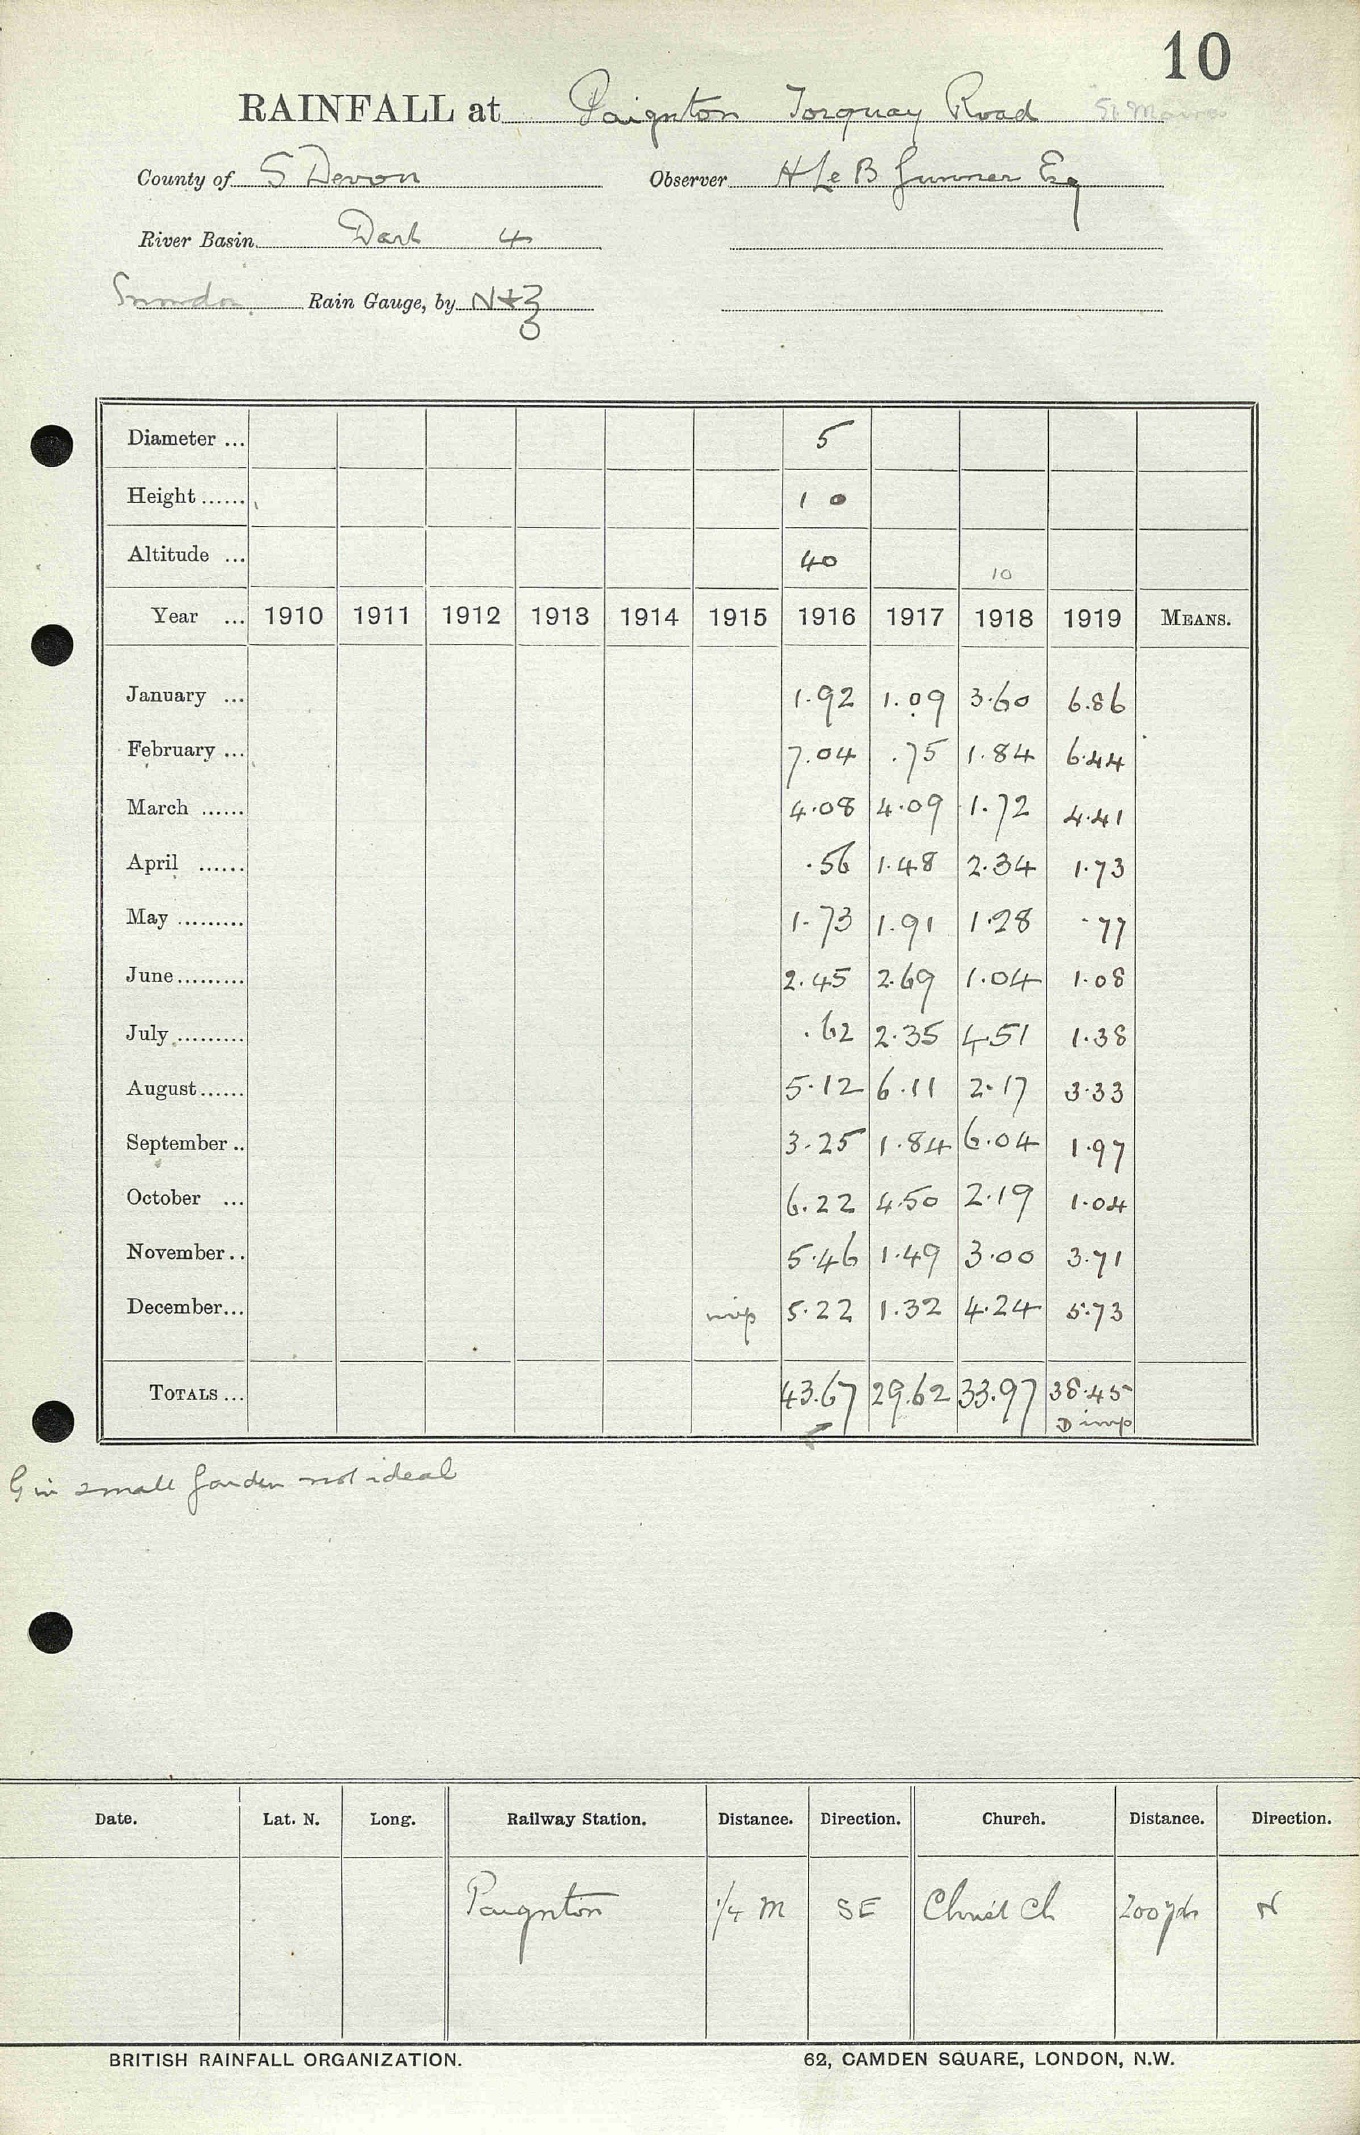 10
RAINFALL at Paignton Torquay Road
County of S Devon Observer H Le B Gunner Esq
River Basin Dart 4
Snowdon Rain Gauge, by N+Z
Diameter ... 5
Height ...... 1 0
Altitude ... 40 10
Year ... 1910 1911 1912 1913 1914 1915 1916 1917 1918 1919 MEANS.
January ... 1.92 1.09 3.60 6.86
February ... 7.04 .75 1.84 6.44
March ...... 4.08 4.09 1.72 4.41
April ...... .56 1.48 2.34 1.73
May ......... 1.73 1.91 1.28 .77
June ......... 2.45 2.69 1.04 1.08
July ......... .62 2.35 4.51 1.38
August ...... 5.12 6.11 2.17 3.33
September .. 3.25 1.84 6.04 1.97
October ... 6.22 4.50 2.19 1.04
November .. 5.46 1.49 3.00 3.71
December ... imp 5.22 1.32 4.24 5.73
TOTALS ... 43.67 29.62 33.97 38.45
D imp
G in small garden not ideal
Date. Lat. N. Long. Railway Station. Distance. Direction. Church. Distance. Direction.
Paignton 1/4 M SE Christ Ch 200 yds N
BRITISH RAINFALL ORGANIZATION. 62, CAMDEN SQUARE, LONDON, N.W.